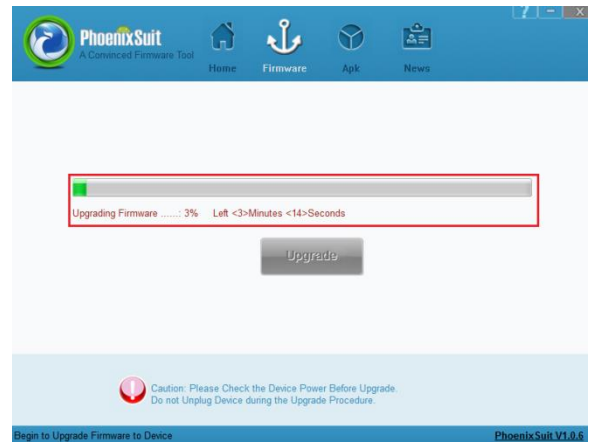 PhoenixSuit
A Convinced Firmware Tool
Home Firmware Apk News
? - X
Upgrading Firmware ......: 3% Left <3>Minutes <14>Seconds
Upgrade
Caution: Please Check the Device Power Before Upgrade.
Do not Unplug Device during the Upgrade Procedure.
Begin to Upgrade Firmware to Device PhoenixSuit V1.0.6